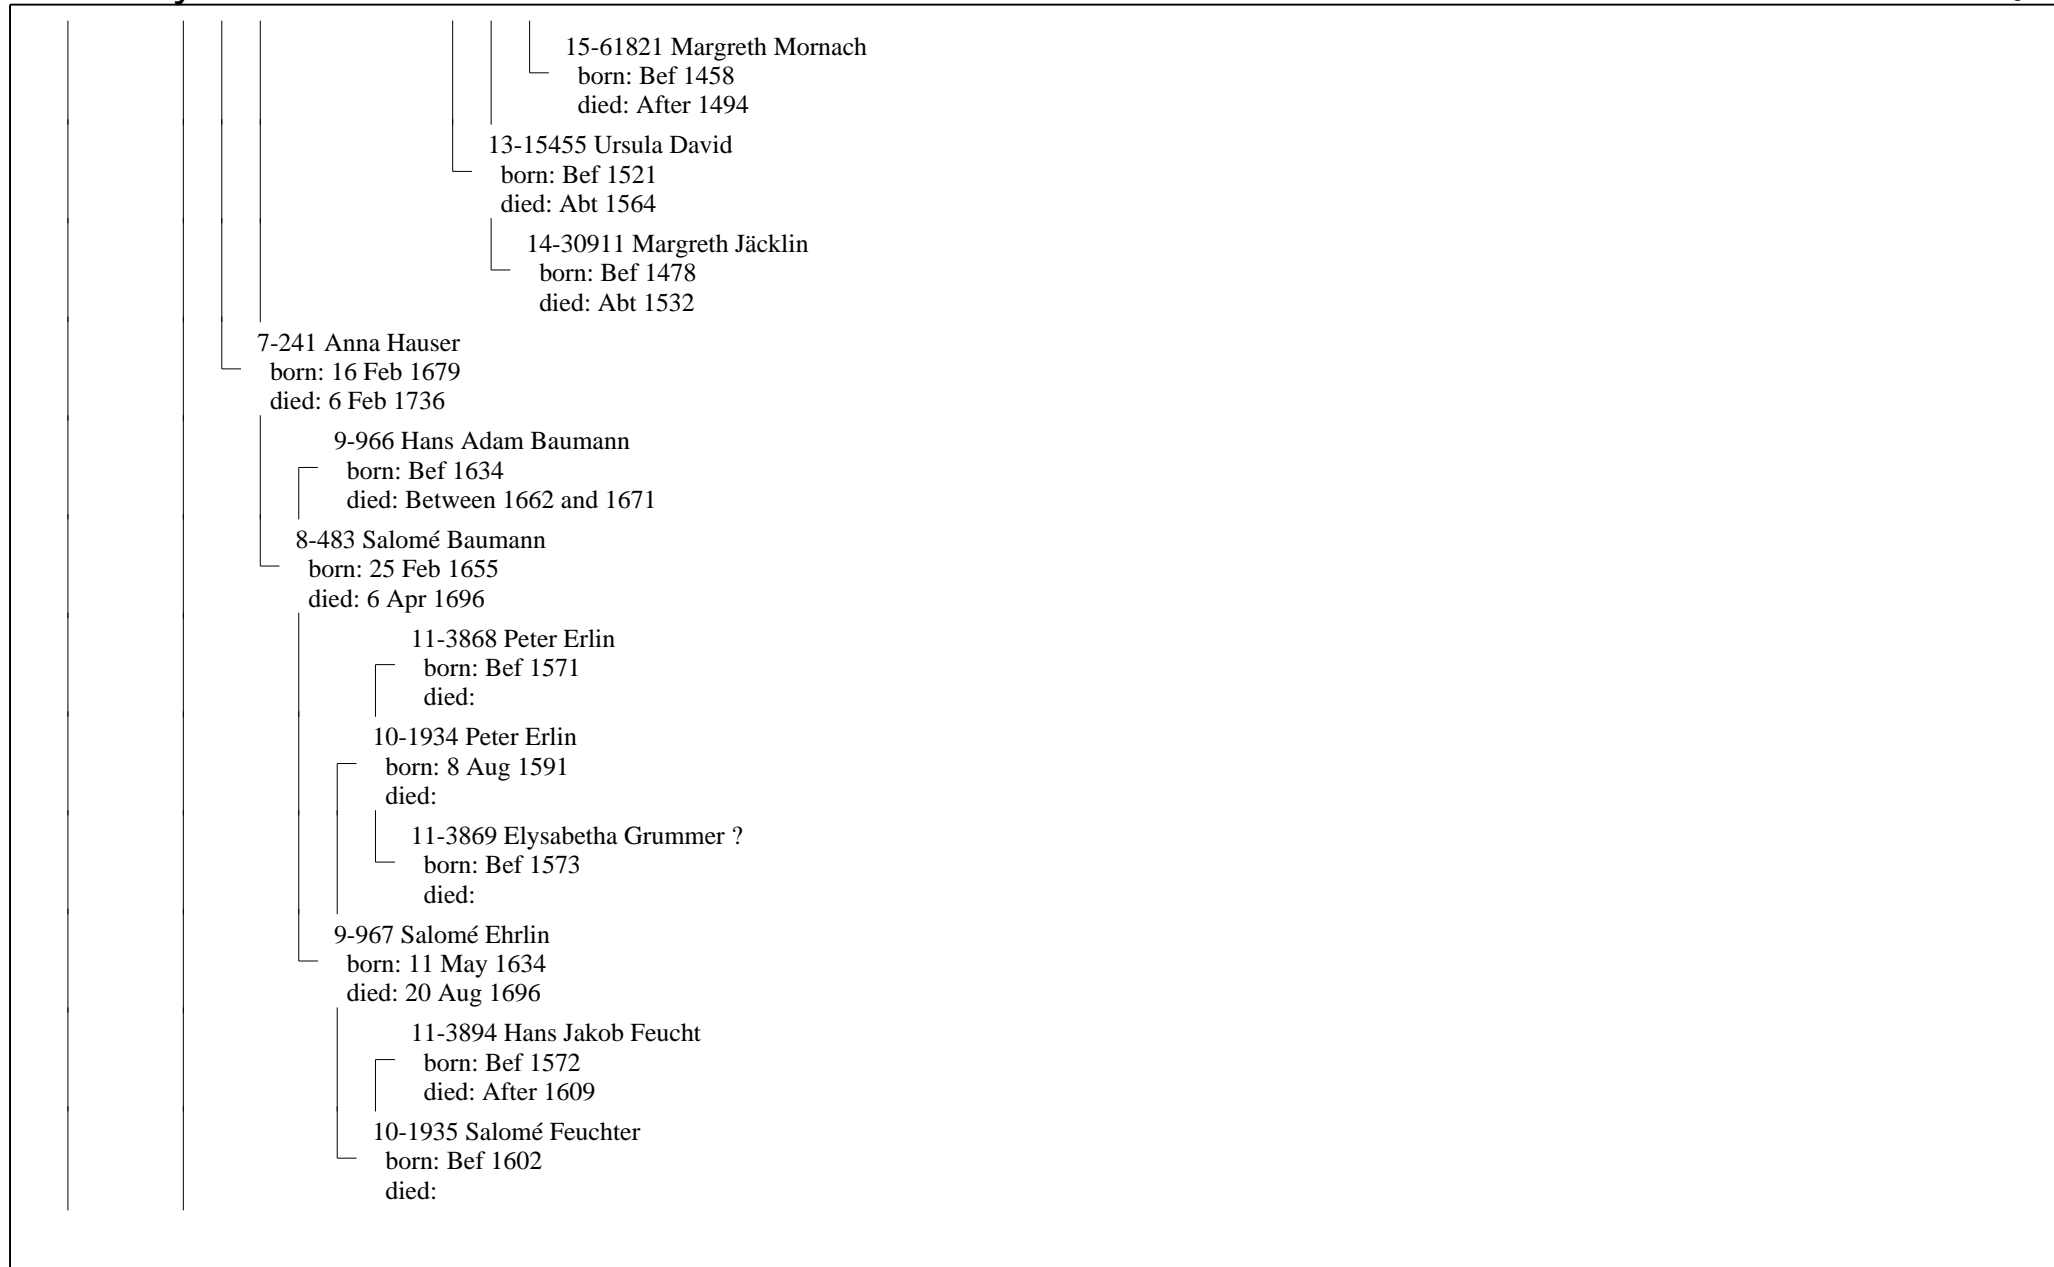 15-61821 Margreth Mornach
born: Bef 1458
died: After 1494
13-15455 Ursula David
born: Bef 1521
died: Abt 1564
14-30911 Margreth Jäcklin
born: Bef 1478
died: Abt 1532
7-241 Anna Hauser
born: 16 Feb 1679
died: 6 Feb 1736
9-966 Hans Adam Baumann
born: Bef 1634
died: Between 1662 and 1671
8-483 Salomé Baumann
born: 25 Feb 1655
died: 6 Apr 1696
11-3868 Peter Erlin
born: Bef 1571
died:
10-1934 Peter Erlin
born: 8 Aug 1591
died:
11-3869 Elysabetha Grummer ?
born: Bef 1573
died:
9-967 Salomé Ehrlin
born: 11 May 1634
died: 20 Aug 1696
11-3894 Hans Jakob Feucht
born: Bef 1572
died: After 1609
10-1935 Salomé Feuchter
born: Bef 1602
died: